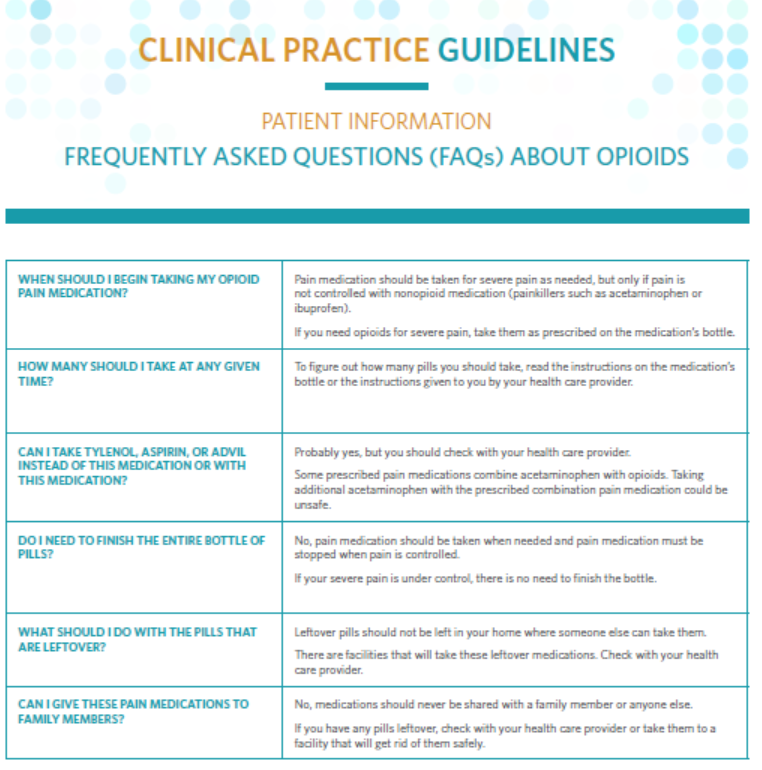 CLINICAL PRACTICE GUIDELINES
PATIENT INFORMATION
FREQUENTLY ASKED QUESTIONS (FAQs) ABOUT OPIOIDS
WHEN SHOULD I BEGIN TAKING MY OPIOID
PAIN MEDICATION?
Pain medication should be taken for severe pain as needed, but only if pain is
not controlled with nonopioid medication (painkillers such as acetaminophen or
ibuprofen).
If you need opioids for severe pain, take them as prescribed on the medication's bottle.
HOW MANY SHOULD I TAKE AT ANY GIVEN
TIME?
To figure out how many pills you should take, read the instructions on the medication's
bottle or the instructions given to you by your health care provider.
CAN I TAKE TYLENOL, ASPIRIN, OR ADVIL
INSTEAD OF THIS MEDICATION OR WITH
THIS MEDICATION?
Probably yes, but you should check with your health care provider.
Some prescribed pain medications combine acetaminophen with opioids. Taking
additional acetaminophen with the prescribed combination pain medication could be
unsafe.
DO I NEED TO FINISH THE ENTIRE BOTTLE OF
PILLS?
No, pain medication should be taken when needed and pain medication must be
stopped when pain is controlled.
If your severe pain is under control, there is no need to finish the bottle.
WHAT SHOULD I DO WITH THE PILLS THAT
ARE LEFTOVER?
Leftover pills should not be left in your home where someone else can take them.
There are facilities that will take these leftover medications. Check with your health
care provider.
CAN I GIVE THESE PAIN MEDICATIONS TO
FAMILY MEMBERS?
No, medications should never be shared with a family member or anyone else.
If you have any pills leftover, check with your health care provider or take them to a
facility that will get rid of them safely.